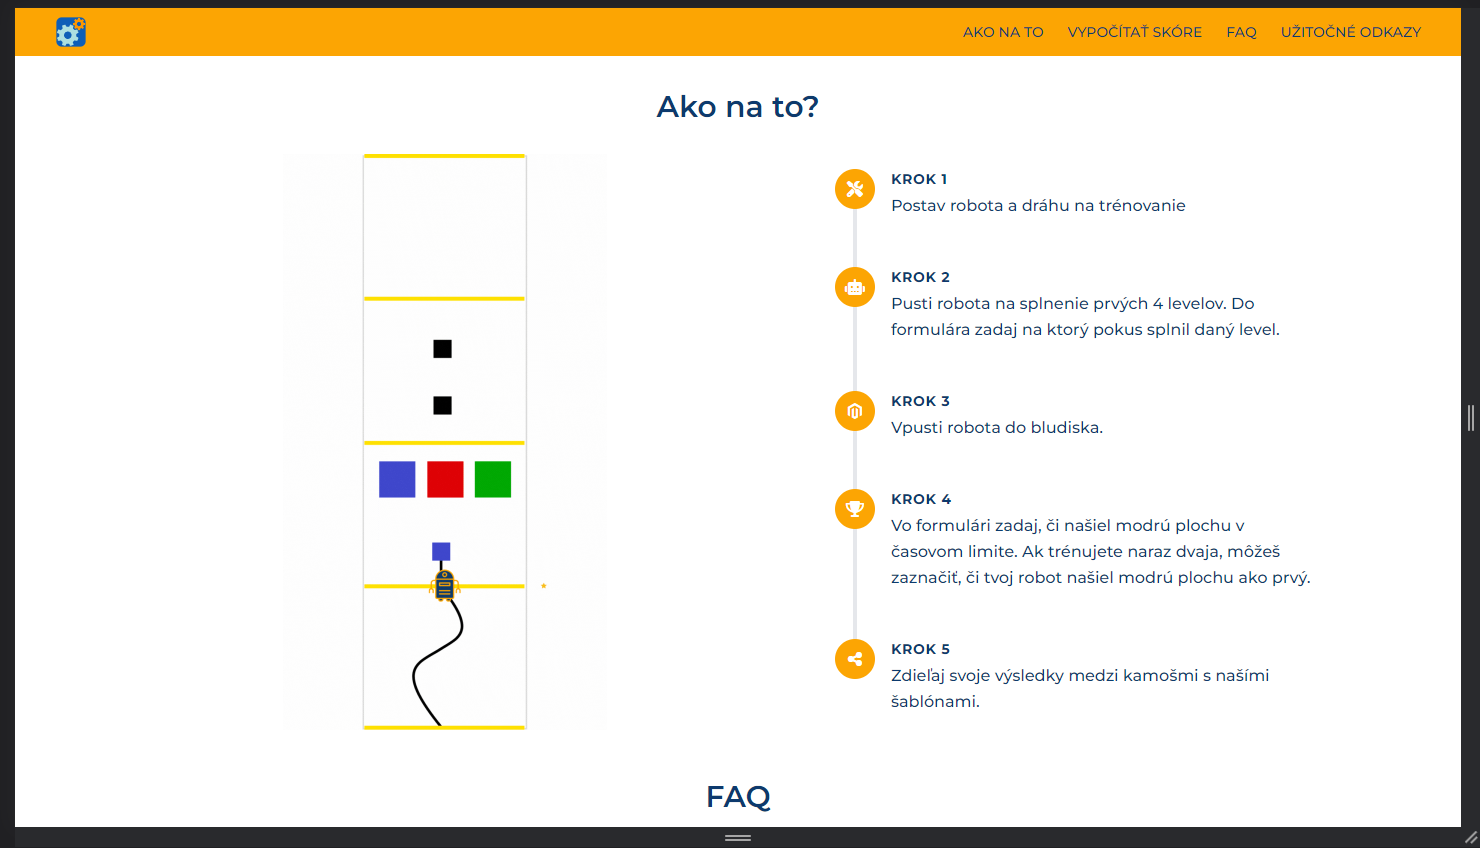 AKO NA TO
VYPOČÍTAŤ SKÓRE
FAQ
UŽITOČNÉ ODKAZY
Ako na to?
KROK 1
Postav robota a dráhu na trénovanie
KROK 2
Pusti robota na splnenie prvých 4 levelov. Do
formulára zadaj na ktorý pokus splnil daný level.
KROK 3
Vpusti robota do bludiska.
KROK 4
Vo formulári zadaj, či našiel modrú plochu v
časovom limite. Ak trénujete naraz dvaja, môžeš
zaznačiť, či tvoj robot našiel modrú plochu ako prvý.
KROK 5
Zdieľaj svoje výsledky medzi kamošmi s našími
šablónami.
FAQ